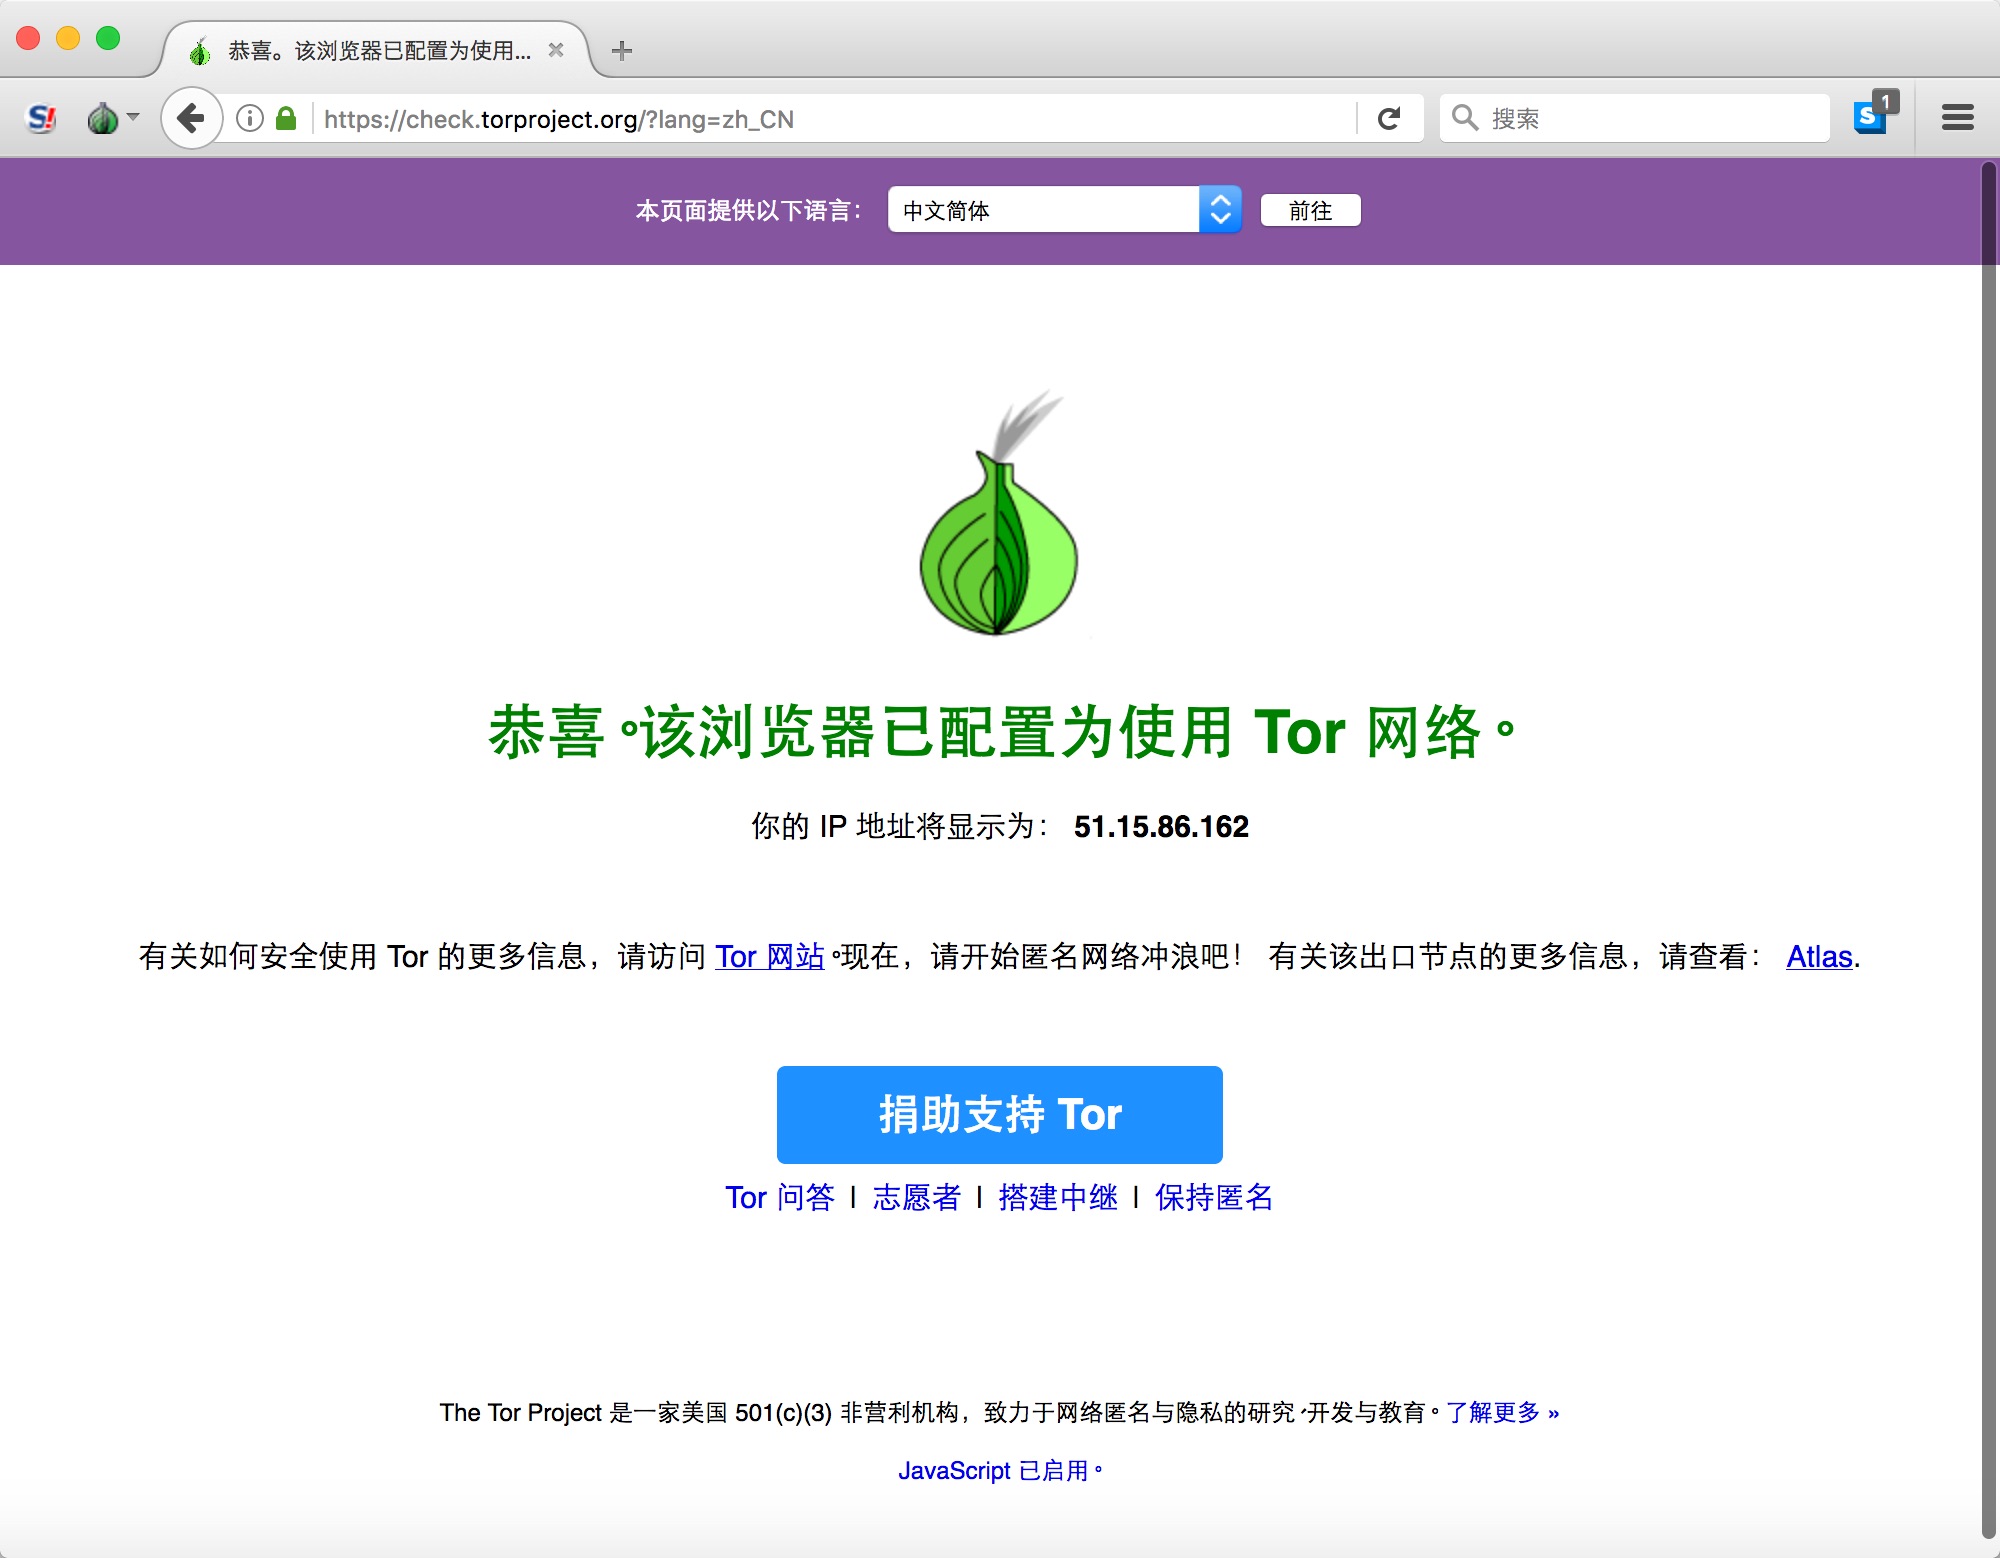 恭喜。该浏览器已配置为使用...
S!
https://check.torproject.org/?lang=zh_CN
搜索
S 1
本页面提供以下语言： 中文简体 前往
恭喜。该浏览器已配置为使用 Tor 网络。
你的 IP 地址将显示为： 51.15.86.162
有关如何安全使用 Tor 的更多信息，请访问 Tor 网站。现在，请开始匿名网络冲浪吧！ 有关该出口节点的更多信息，请查看： Atlas.
捐助支持 Tor
Tor 问答 | 志愿者 | 搭建中继 | 保持匿名
The Tor Project 是一家美国 501(c)(3) 非营利机构，致力于网络匿名与隐私的研究、开发与教育。了解更多 »
JavaScript 已启用。